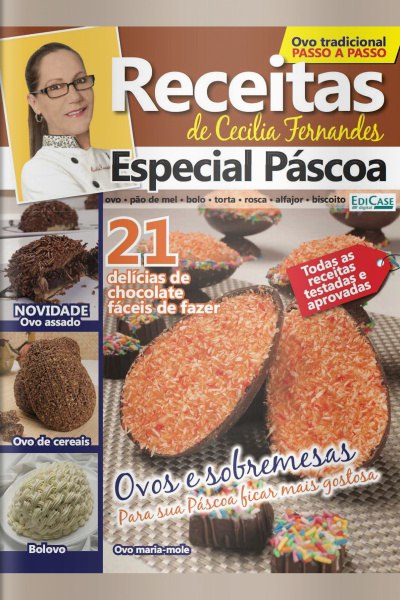 Ovo tradicional
PASSO A PASSO
Receitas
de Cecilia Fernandes
Especial Páscoa
ovo • pão de mel • bolo • torta • rosca • alfajor • biscoito
EDICASE
digital
21
delícias de
chocolate
fáceis de fazer
Todas as
receitas
testadas e
aprovadas
NOVIDADE
Ovo assado
Ovo de cereais
Bolovo
Ovos e sobremesas
Para sua Páscoa ficar mais gostosa
Ovo maria-mole